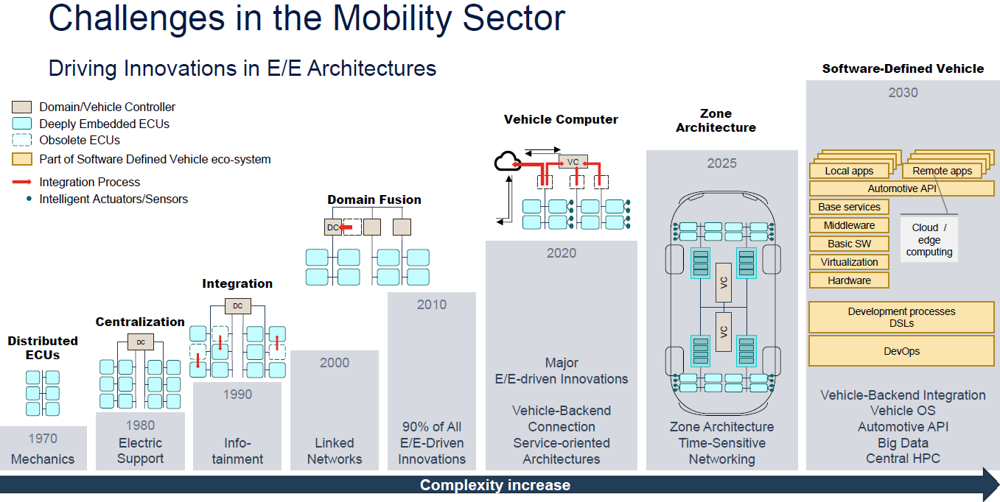 Challenges in the Mobility Sector
Driving Innovations in E/E Architectures
Domain/Vehicle Controller
Deeply Embedded ECUs
Obsolete ECUs
Part of Software Defined Vehicle eco-system
Integration Process
Intelligent Actuators/Sensors
Distributed
ECUs
1970
Mechanics
Centralization
DC
1980
Electric
Support
Integration
DC
1990
Info-
tainment
2000
Linked
Networks
Domain Fusion
DC
2010
90% of All
E/E-Driven
Innovations
Vehicle Computer
VC
2020
Major
E/E-driven Innovations
Vehicle-Backend
Connection
Service-oriented
Architectures
Zone
Architecture
2025
VC
VC
Zone Architecture
Time-Sensitive
Networking
Software-Defined Vehicle
2030
Local apps
Remote apps
Automotive API
Base services
Middleware
Basic SW
Virtualization
Hardware
Cloud /
edge
computing
Development processes
DSLs
DevOps
Vehicle-Backend Integration
Vehicle OS
Automotive API
Big Data
Central HPC
Complexity increase